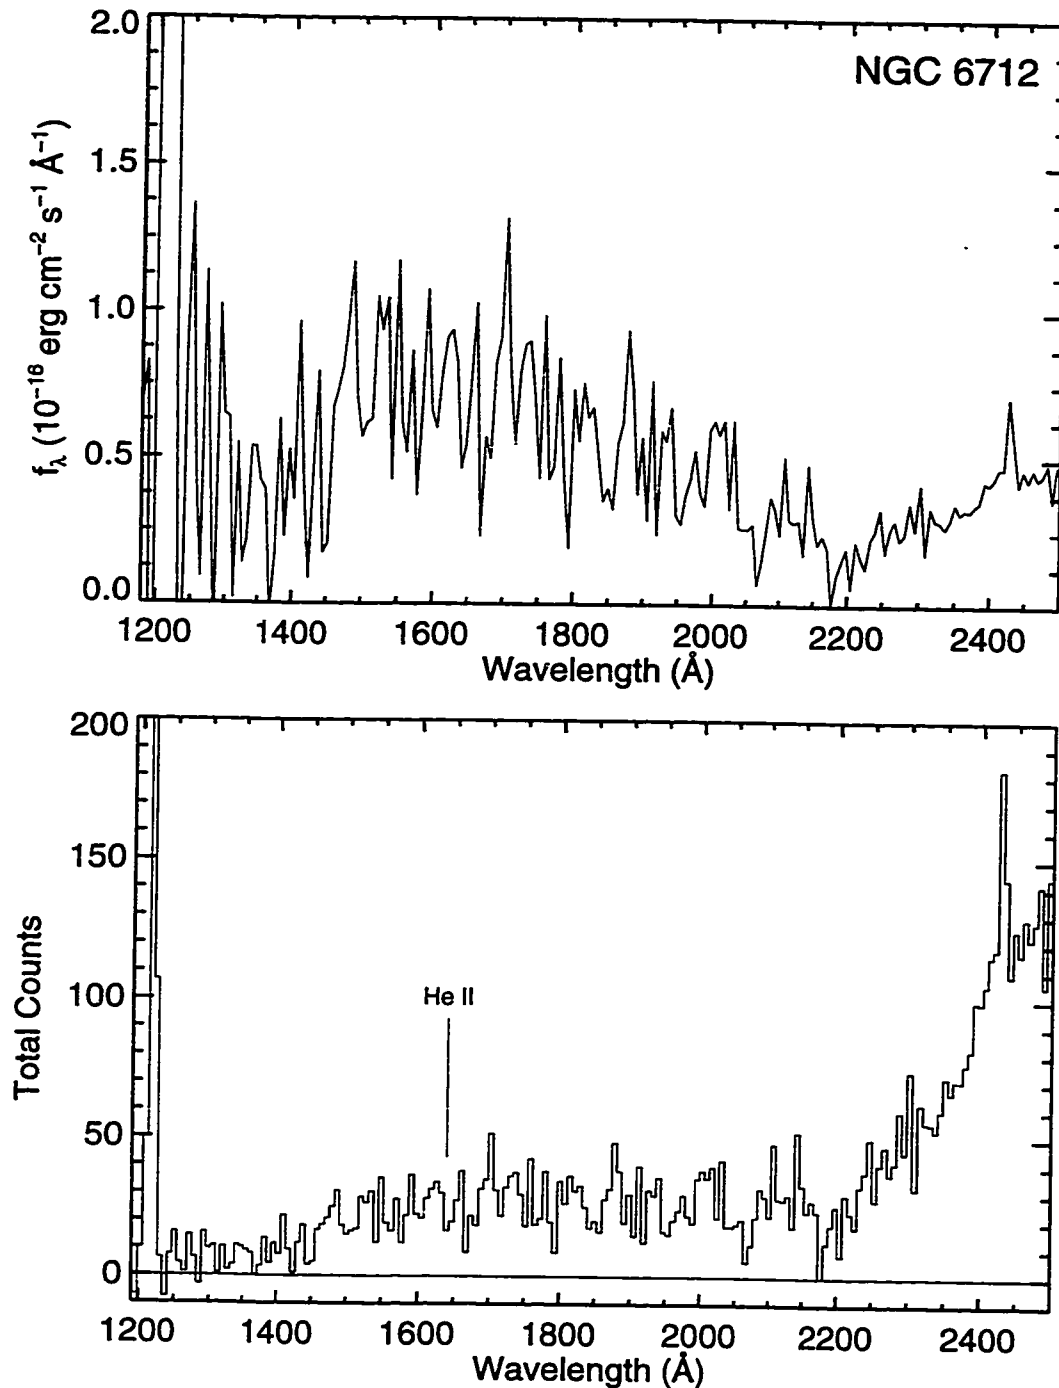 NGC 6712
2.0
1.5
1.0
0.5
0.0
f_λ (10⁻¹⁶ erg cm⁻² s⁻¹ Å⁻¹)
1200 1400 1600 1800 2000 2200 2400
Wavelength (Å)
200
150
100
50
0
Total Counts
He II
1200 1400 1600 1800 2000 2200 2400
Wavelength (Å)